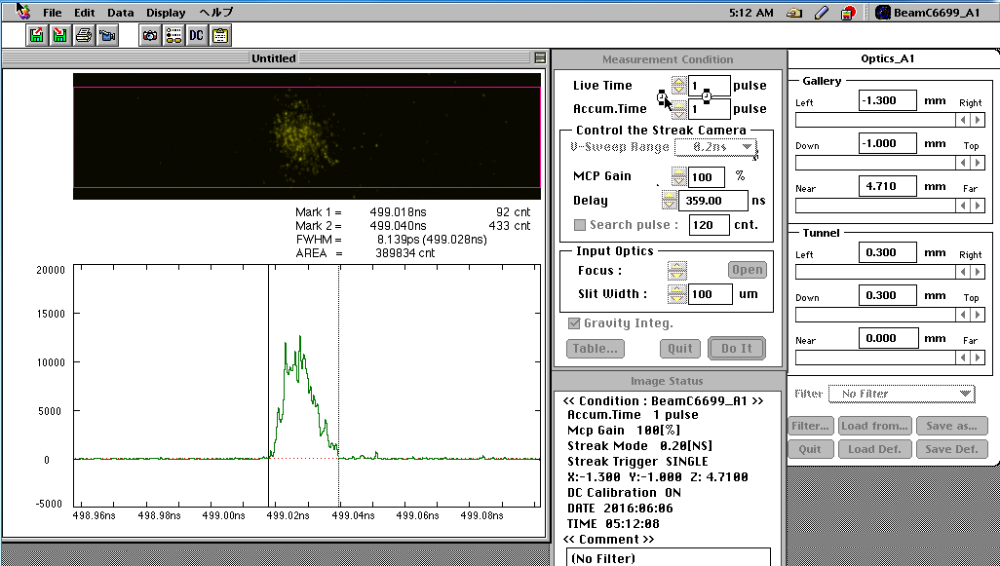 File Edit Data Display ヘルプ 5:12 AM BeamC6699_A1
DC
Untitled
Mark 1 = 499.018ns 92 cnt
Mark 2 = 499.040ns 433 cnt
FWHM = 8.139ps (499.028ns)
AREA = 389834 cnt
20000
15000
10000
5000
0
-5000
498.96ns 498.98ns 499.00ns 499.02ns 499.04ns 499.06ns 499.08ns
Measurement Condition
Live Time 1 pulse
Accum.Time 1 pulse
Control the Streak Camera
V-Sweep Range 0.2ns
MCP Gain 100 %
Delay 359.00 ns
Search pulse : 120 cnt.
Input Optics
Focus : Open
Slit Width : 100 um
Gravity Integ.
Table... Quit Do It
Image Status
<< Condition : BeamC6699_A1 >>
Accum.Time 1 pulse
Mcp Gain 100[%]
Streak Mode 0.20[NS]
Streak Trigger SINGLE
X:-1.300 Y:-1.000 Z: 4.7100
DC Calibration ON
DATE 2016:06:06
TIME 05:12:08
<< Comment >>
(No Filter)
Optics_A1
Gallery
Left -1.300 mm Right
Down -1.000 mm Top
Near 4.710 mm Far
Tunnel
Left 0.300 mm Right
Down 0.300 mm Top
Near 0.000 mm Far
Filter No Filter
Filter... Load from... Save as...
Quit Load Def. Save Def.